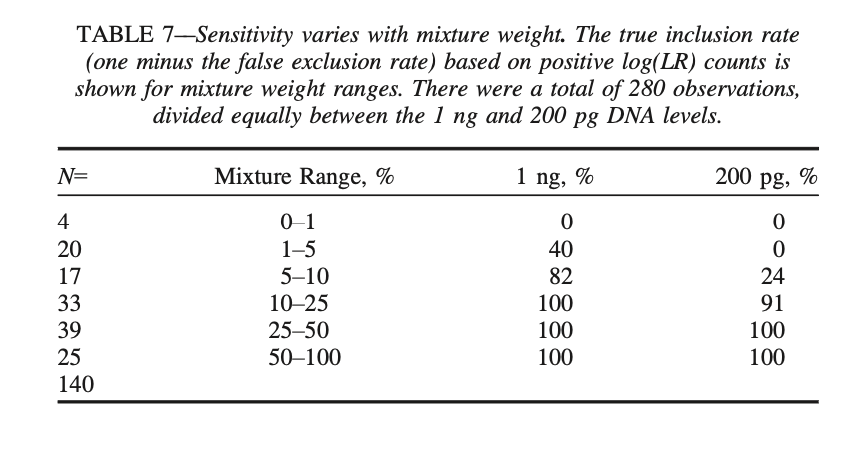 TABLE 7—Sensitivity varies with mixture weight. The true inclusion rate
(one minus the false exclusion rate) based on positive log(LR) counts is
shown for mixture weight ranges. There were a total of 280 observations,
divided equally between the 1 ng and 200 pg DNA levels.
N= Mixture Range, % 1 ng, % 200 pg, %
4 0–1 0 0
20 1–5 40 0
17 5–10 82 24
33 10–25 100 91
39 25–50 100 100
25 50–100 100 100
140